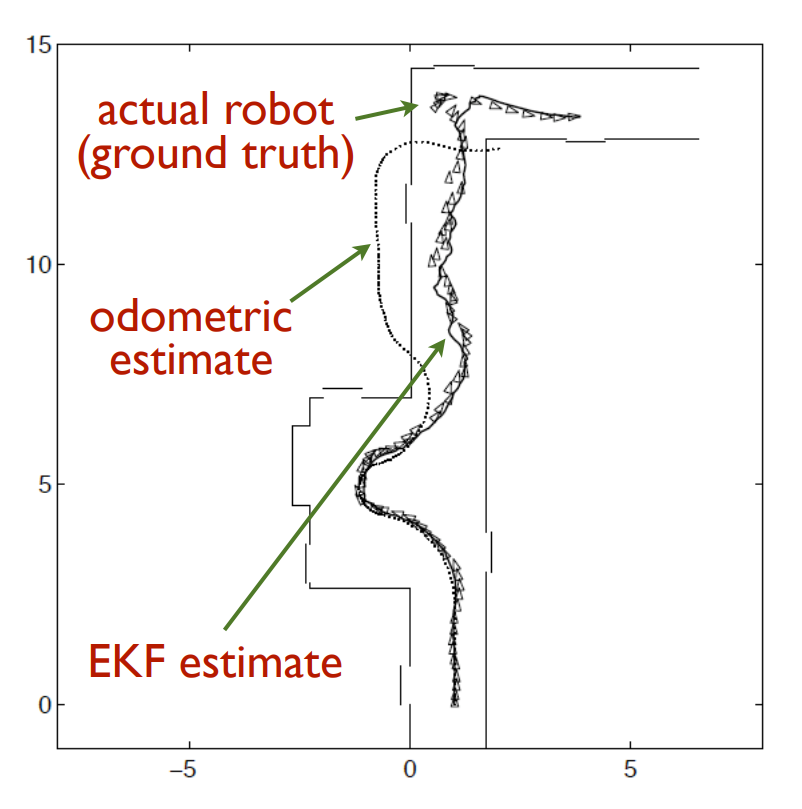 15
actual robot
(ground truth)
10
odometric
estimate
5
EKF estimate
0
−5
0
5